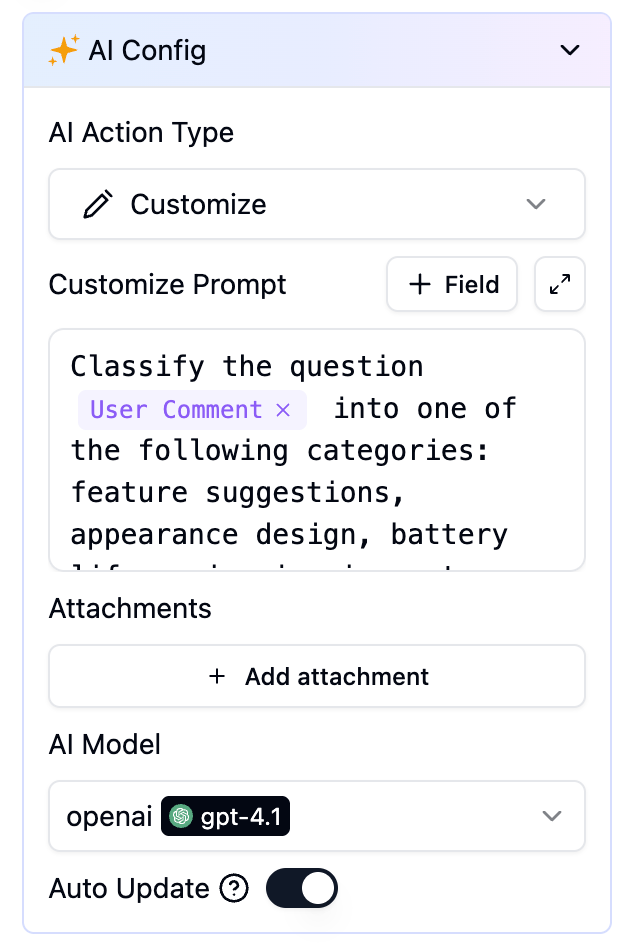 AI Config
AI Action Type
Customize
Customize Prompt
+ Field
Classify the question
User Comment × into one of
the following categories:
feature suggestions,
appearance design, battery
Attachments
+ Add attachment
AI Model
openai gpt-4.1
Auto Update ?